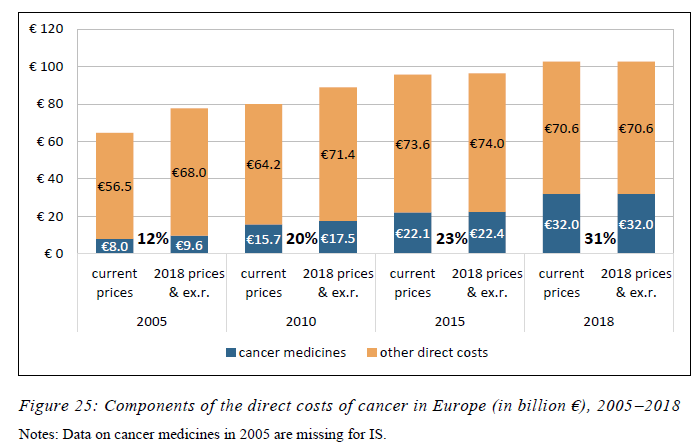 € 120
€ 100
€ 80
€ 60
€ 40
€ 20
€ 0
€56.5 €68.0 €64.2 €71.4 €73.6 €74.0 €70.6 €70.6
€8.0 12% €9.6 €15.7 20% €17.5 €22.1 23% €22.4 €32.0 31% €32.0
current 2018 prices current 2018 prices current 2018 prices current 2018 prices
prices & ex.r. prices & ex.r. prices & ex.r. prices & ex.r.
2005 2010 2015 2018
cancer medicines other direct costs
Figure 25: Components of the direct costs of cancer in Europe (in billion €), 2005–2018
Notes: Data on cancer medicines in 2005 are missing for IS.